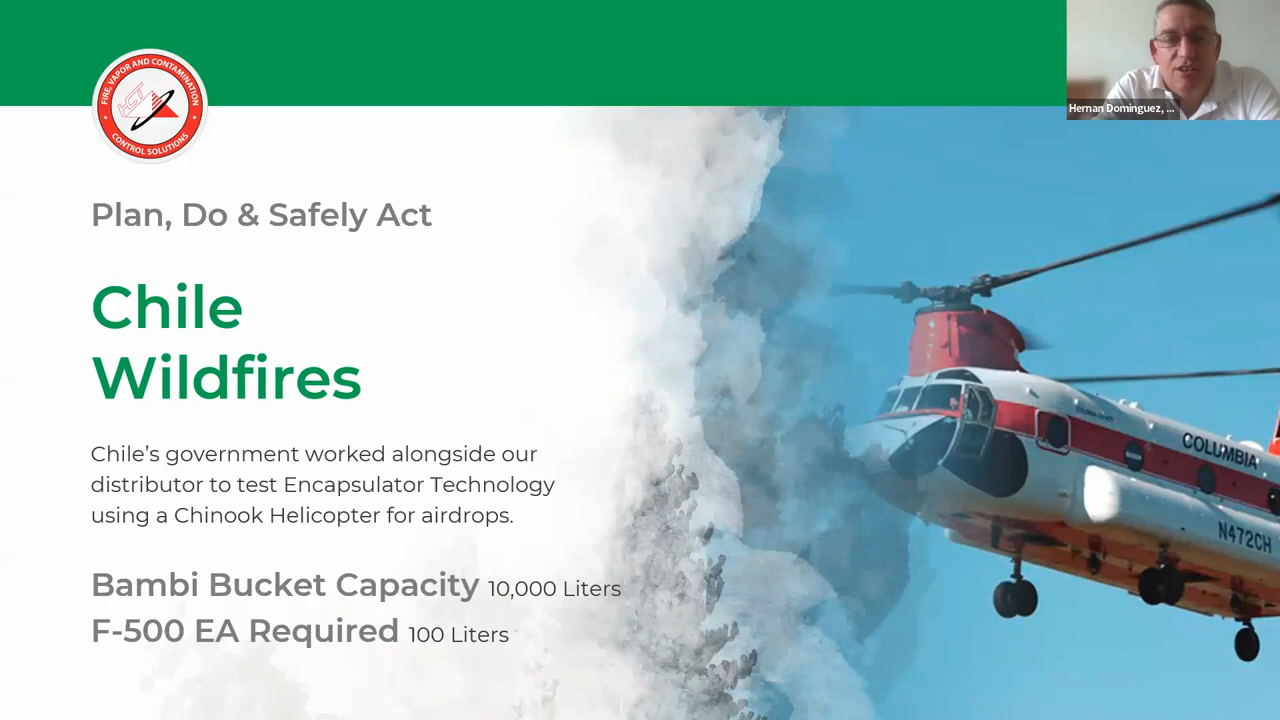 FIRE, VAPOR AND CONTAMINATION
HCT
CONTROL SOLUTIONS
Hernan Dominguez, ...
Plan, Do & Safely Act
Chile
Wildfires
Chile’s government worked alongside our
distributor to test Encapsulator Technology
using a Chinook Helicopter for airdrops.
Bambi Bucket Capacity 10,000 Liters
F-500 EA Required 100 Liters
COLUMBIA
N472CH